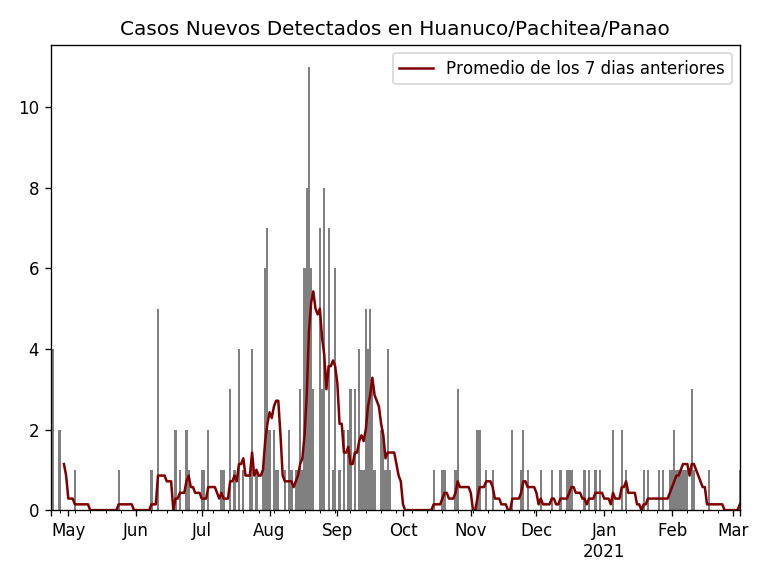 Casos Nuevos Detectados en Huanuco/Pachitea/Panao
Promedio de los 7 dias anteriores
10
8
6
4
2
0
May Jun Jul Aug Sep Oct Nov Dec Jan Feb Mar
2021